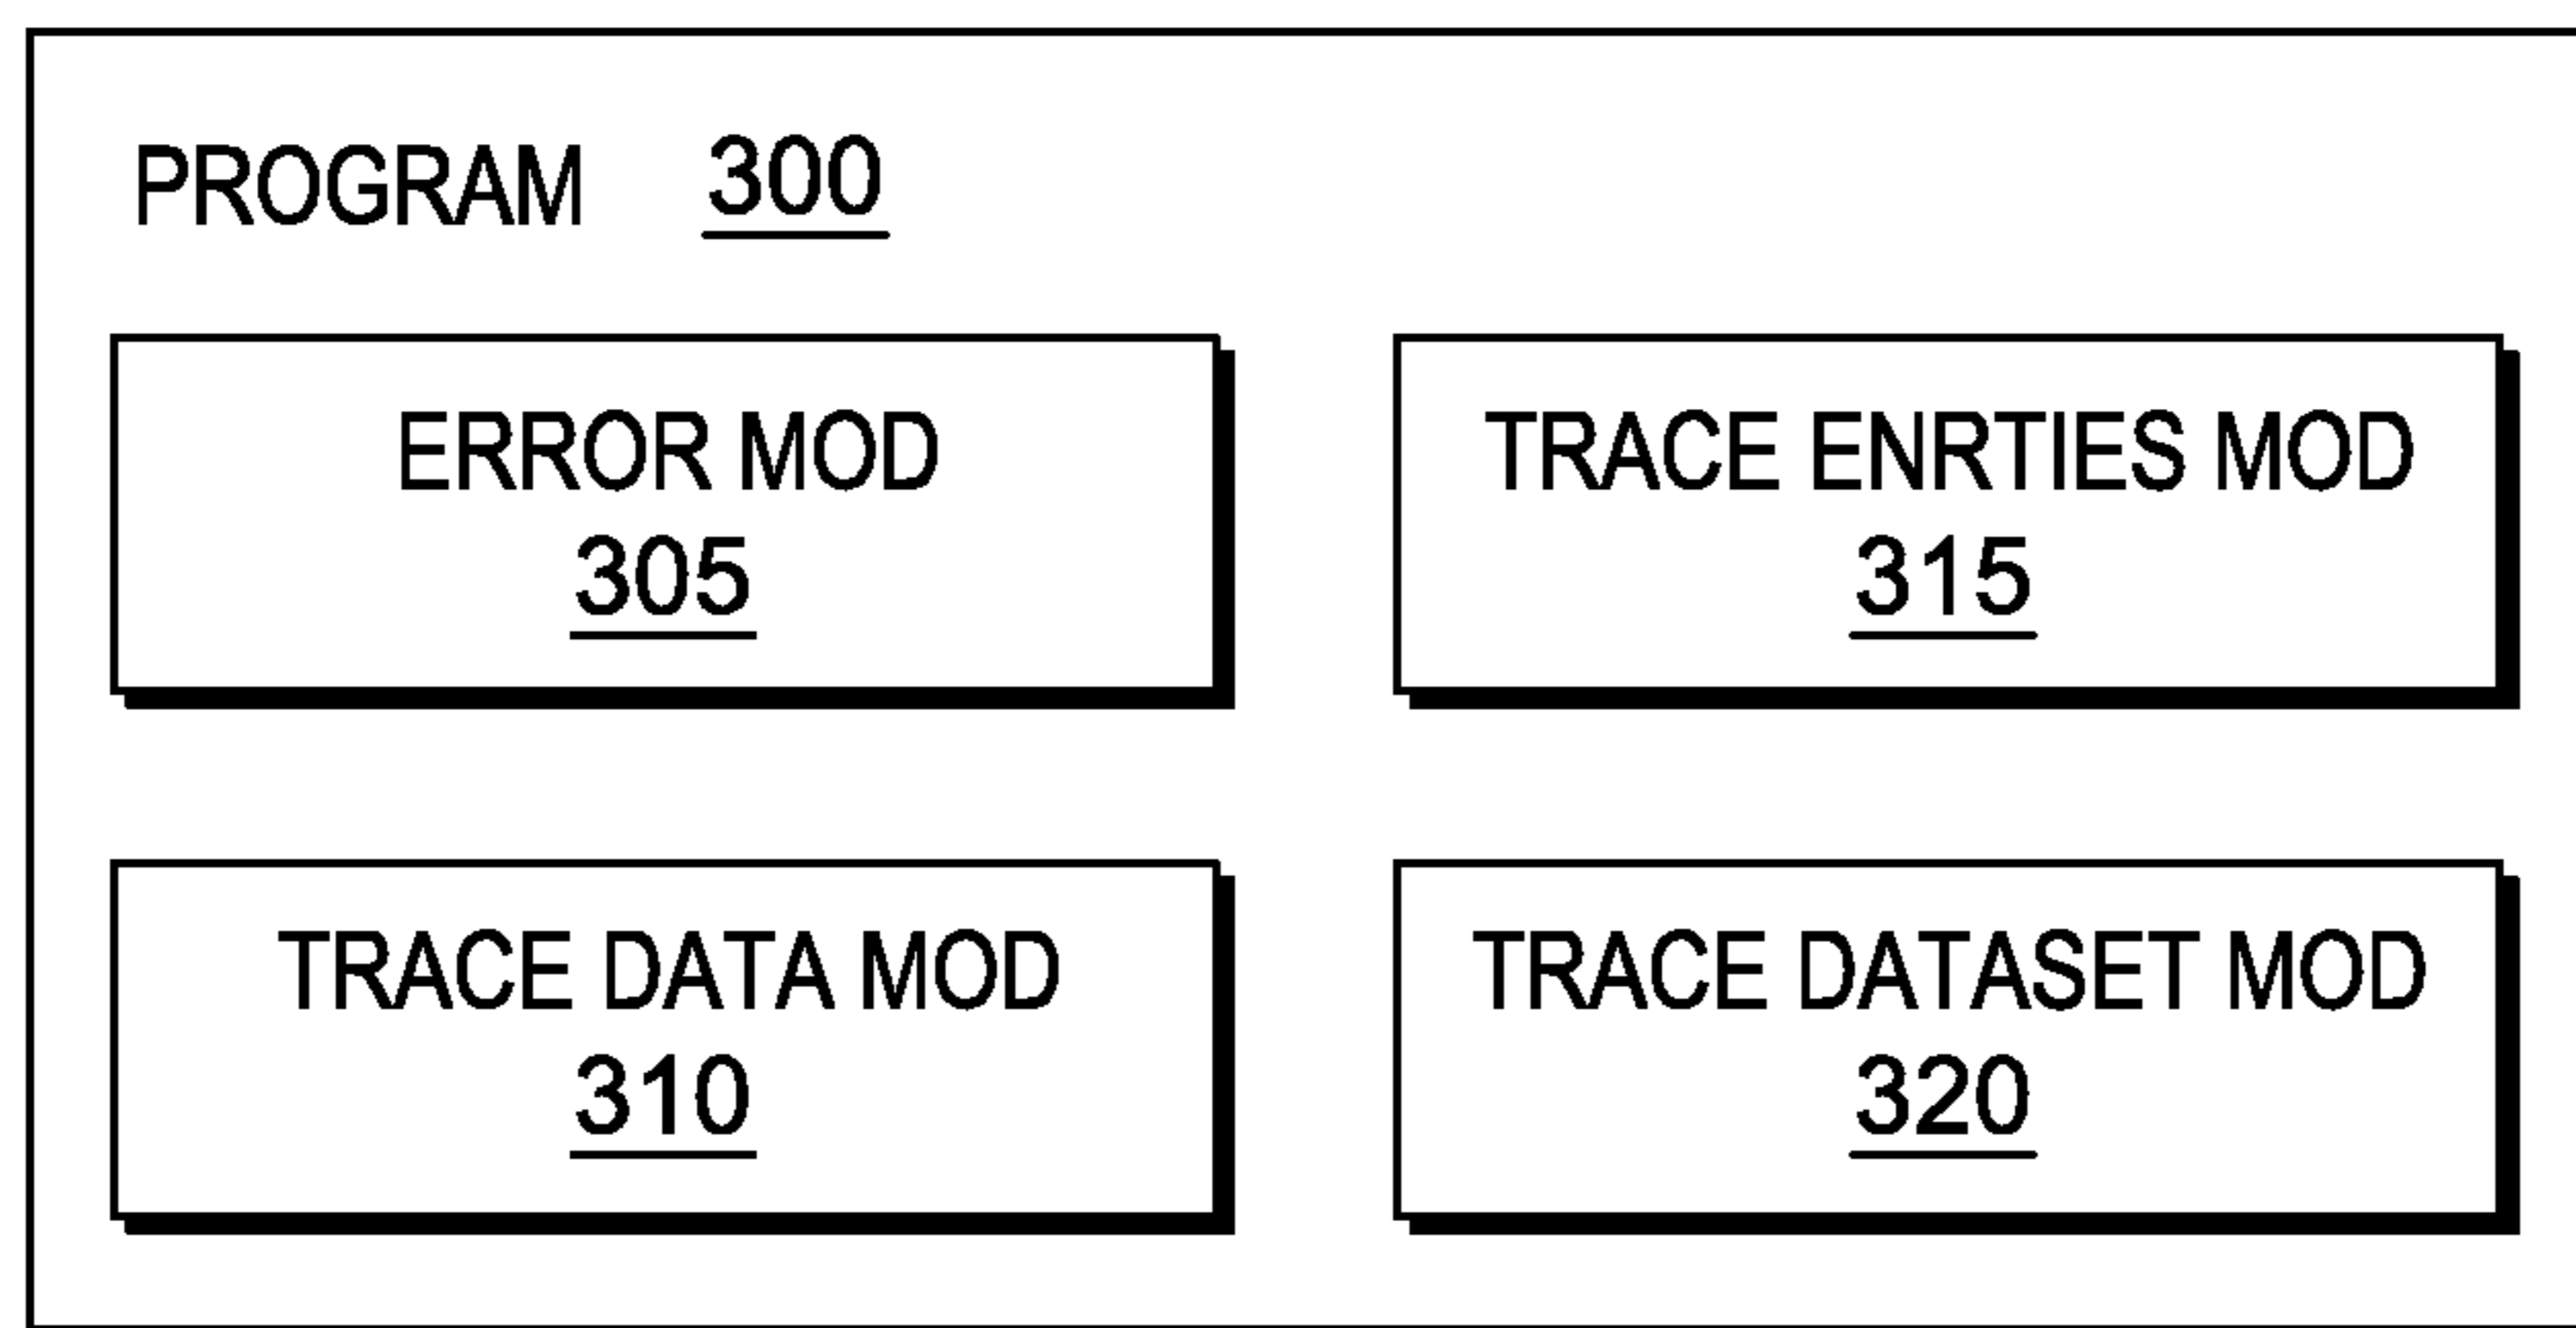 PROGRAM 300
ERROR MOD
305
TRACE ENRTIES MOD
315
TRACE DATA MOD
310
TRACE DATASET MOD
320